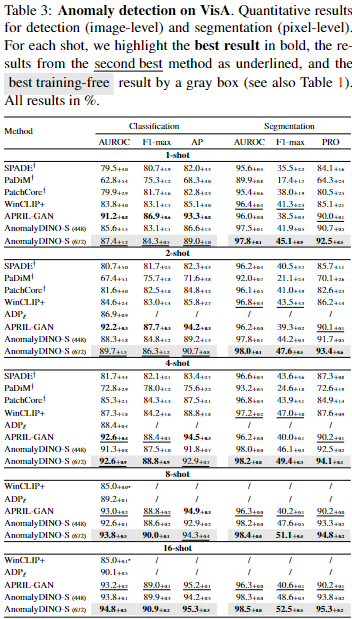 Table 3: Anomaly detection on VisA. Quantitative results
for detection (image-level) and segmentation (pixel-level).
For each shot, we highlight the best result in bold, the re-
sults from the second best method as underlined, and the
best training-free result by a gray box (see also Table 1).
All results in %.
Method Classification Segmentation
AUROC F1-max AP AUROC F1-max PRO
1-shot
SPADE† 79.5±4.0 80.7±1.9 82.0±3.3 95.6±0.4 35.5±2.2 84.1±1.6
PaDiM† 62.8±5.4 75.3±1.2 68.3±4.0 89.9±0.8 17.4±1.7 64.3±2.4
PatchCore† 79.9±2.9 81.7±1.6 82.8±2.3 95.4±0.6 38.0±1.9 80.5±2.5
WinCLIP+ 83.8±4.0 83.1±1.7 85.1±4.0 96.4±0.4 41.3±2.3 85.1±2.1
APRIL-GAN 91.2±0.8 86.9±0.6 93.3±0.8 96.0±0.0 38.5±0.3 90.0±0.1
AnomalyDINO-S (448) 85.6±1.5 83.1±1.1 86.6±1.3 97.5±0.1 41.9±0.5 90.7±0.5
AnomalyDINO-S (672) 87.4±1.2 84.3±0.5 89.0±1.0 97.8±0.1 45.1±0.9 92.5±0.5
2-shot
SPADE† 80.7±5.0 81.7±2.5 82.3±4.3 96.2±0.4 40.5±3.7 85.7±1.1
PaDiM† 67.4±5.1 75.7±1.8 71.6±3.8 92.0±0.7 21.1±2.4 70.1±2.6
PatchCore† 81.6±4.0 82.5±1.8 84.8±3.2 96.1±0.5 41.0±3.9 82.6±2.3
WinCLIP+ 84.6±2.4 83.0±1.4 85.8±2.7 96.8±0.3 43.5±3.3 86.2±1.4
ADPℓ 86.9±0.9 / / / / /
APRIL-GAN 92.2±0.3 87.7±0.3 94.2±0.3 96.2±0.0 39.3±0.2 90.1±0.1
AnomalyDINO-S (448) 88.3±1.8 84.8±1.2 89.2±1.5 97.8±0.1 44.2±0.3 91.7±0.5
AnomalyDINO-S (672) 89.7±1.3 86.3±1.2 90.7±0.8 98.0±0.1 47.6±0.5 93.4±0.6
4-shot
SPADE† 81.7±3.4 82.1±2.1 83.4±2.7 96.6±0.3 43.6±3.6 87.3±0.8
PaDiM† 72.8±2.9 78.0±1.2 75.6±2.2 93.2±0.5 24.6±1.8 72.6±1.9
PatchCore† 85.3±2.1 84.3±1.3 87.5±2.1 96.8±0.3 43.9±3.1 84.9±1.4
WinCLIP+ 87.3±1.8 84.2±1.6 88.8±1.8 97.2±0.2 47.0±3.0 87.6±0.9
ADPℓ 88.4±0.4 / / / / /
APRIL-GAN 92.6±0.4 88.4±0.5 94.5±0.3 96.2±0.0 40.0±0.1 90.2±0.1
AnomalyDINO-S (448) 91.3±0.8 87.5±1.0 91.8±0.7 98.0±0.0 46.1±0.3 92.5±0.2
AnomalyDINO-S (672) 92.6±0.9 88.8±0.9 92.9±0.7 98.2±0.0 49.4±0.3 94.1±0.1
8-shot
WinCLIP+ 85.0±0.0* / / / / /
ADPℓ 89.2±0.1 / / / / /
APRIL-GAN 93.0±0.2 88.8±0.2 94.9±0.3 96.3±0.0 40.2±0.1 90.2±0.0
AnomalyDINO-S (448) 92.6±0.1 88.6±0.2 92.9±0.2 98.2±0.0 47.6±0.5 93.3±0.2
AnomalyDINO-S (672) 93.8±0.3 90.0±0.1 94.3±0.4 98.4±0.0 51.1±0.4 94.8±0.2
16-shot
WinCLIP+ 85.0±0.1* / / / / /
ADPℓ 90.1±0.5 / / / / /
APRIL-GAN 93.2±0.2 89.0±0.1 95.2±0.1 96.3±0.0 40.6±0.2 90.2±0.1
AnomalyDINO-S (448) 93.8±0.1 89.9±0.3 94.2±0.3 98.3±0.0 48.6±0.3 93.8±0.2
AnomalyDINO-S (672) 94.8±0.2 90.9±0.2 95.3±0.3 98.5±0.0 52.5±0.5 95.3±0.2